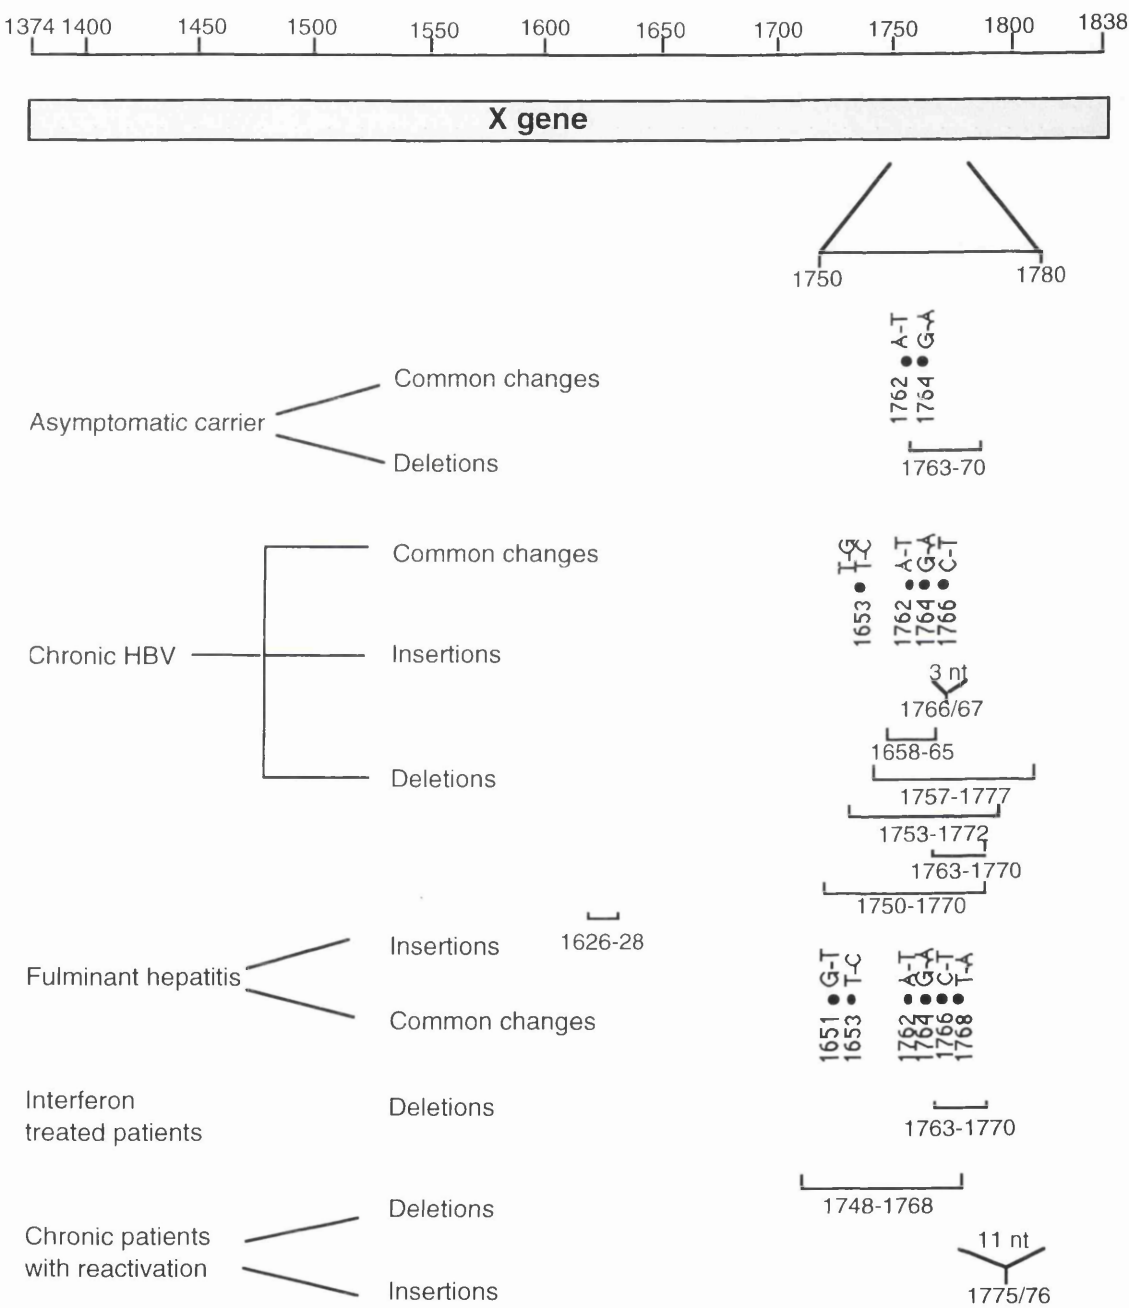 1374 1400 1450 1500 1550 1600 1650 1700 1750 1800 1838
X gene
1750 1780
A-T G-A
Common changes
1762 1764
Asymptomatic carrier
Deletions
1763-70
T-G T-C A-T G-A C-T
Common changes
1653 1762 1764 1766
Chronic HBV
Insertions
3 nt
1766/67
1658-65
Deletions
1757-1777
1753-1772
1763-1770
1750-1770
Insertions
1626-28
Fulminant hepatitis
G-T T-C A-T G-A C-T T-A
Common changes
1651 1653 1762 1764 1766 1768
Interferon
treated patients
Deletions
1763-1770
Deletions
1748-1768
Chronic patients
with reactivation
11 nt
Insertions
1775/76